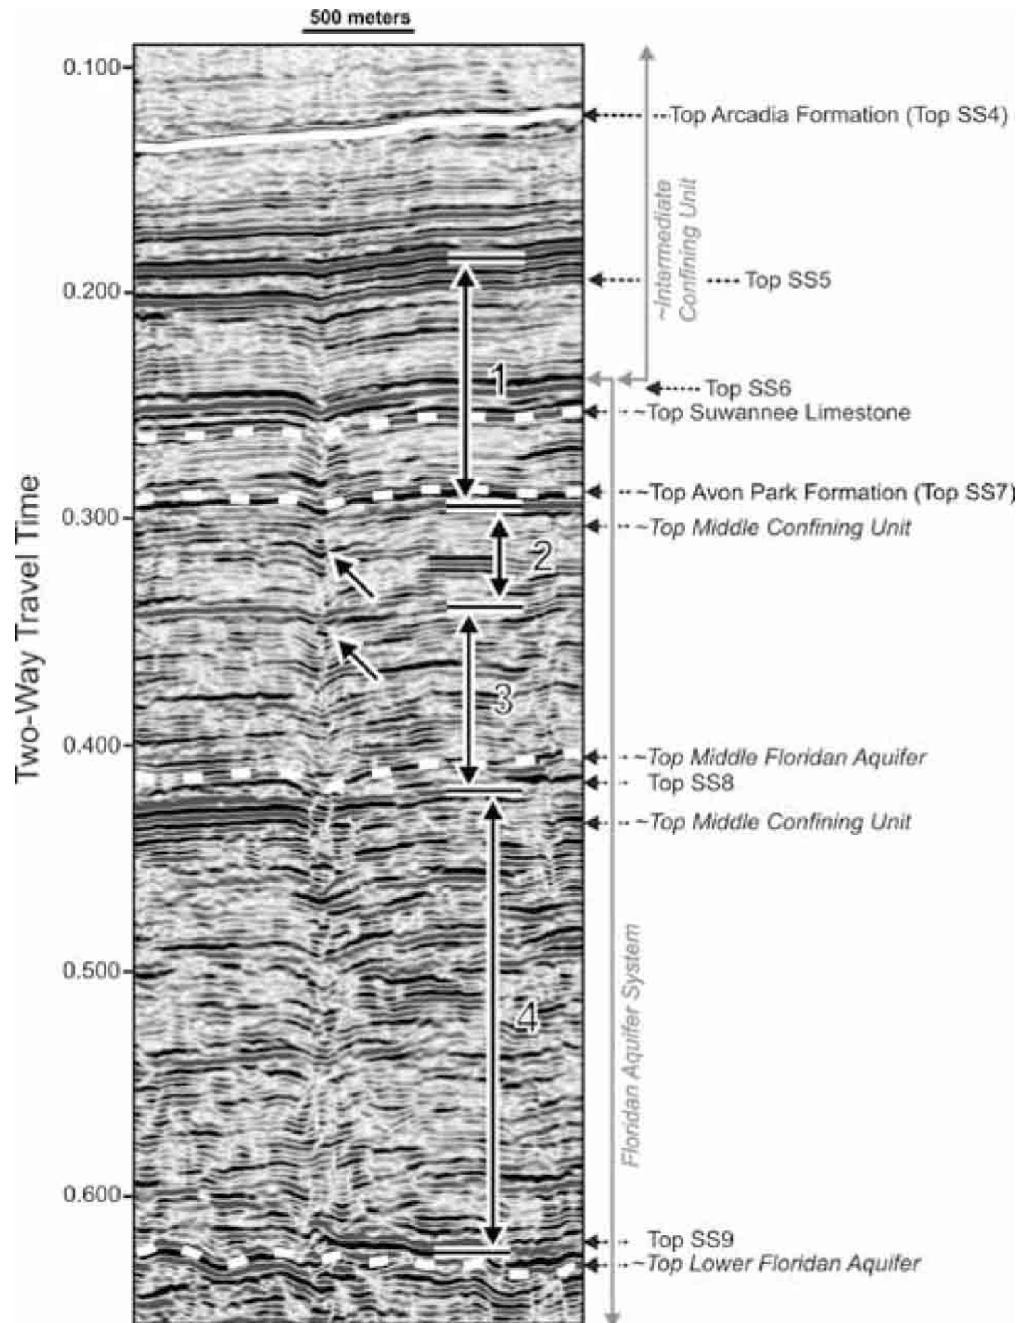 500 meters
0.100
Top Arcadia Formation (Top SS4)
~Intermediate
Confining Unit
Top SS5
0.200
1
Top SS6
~Top Suwannee Limestone
~Top Avon Park Formation (Top SS7)
0.300
~Top Middle Confining Unit
2
Two-Way Travel Time
3
0.400
~Top Middle Floridan Aquifer
Top SS8
~Top Middle Confining Unit
0.500
4
Floridan Aquifer System
0.600
Top SS9
~Top Lower Floridan Aquifer